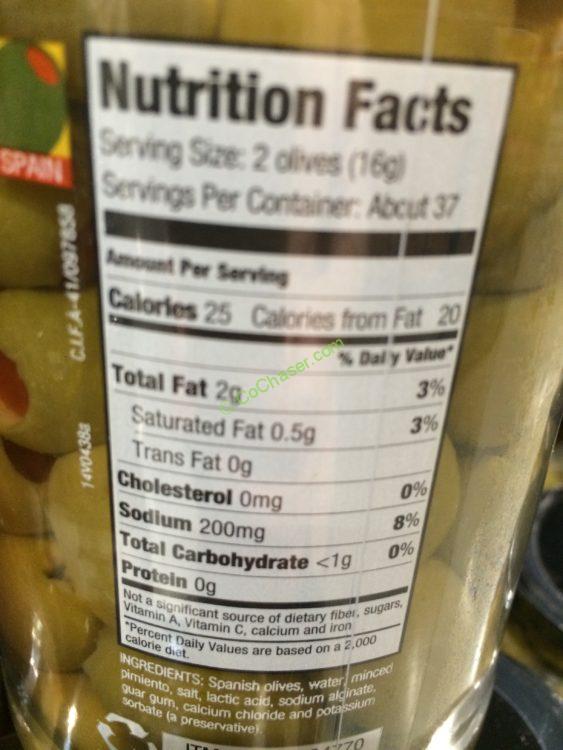 Nutrition Facts
Serving Size: 2 olives (16g)
Servings Per Container: About 37
Amount Per Serving
Calories 25 Calories from Fat 20
% Daily Value*
Total Fat 2g 3%
Saturated Fat 0.5g 3%
Trans Fat 0g
Cholesterol 0mg 0%
Sodium 200mg 8%
Total Carbohydrate <1g 0%
Protein 0g
Not a significant source of dietary fiber, sugars,
Vitamin A, Vitamin C, calcium and iron
*Percent Daily Values are based on a 2,000
calorie diet.
INGREDIENTS: Spanish olives, water, minced
pimiento, salt, lactic acid, sodium alginate,
guar gum, calcium chloride and potassium
sorbate (a preservative).
SPAIN
C.I.F.A-41/097658
14V0438a
CoChaser.com